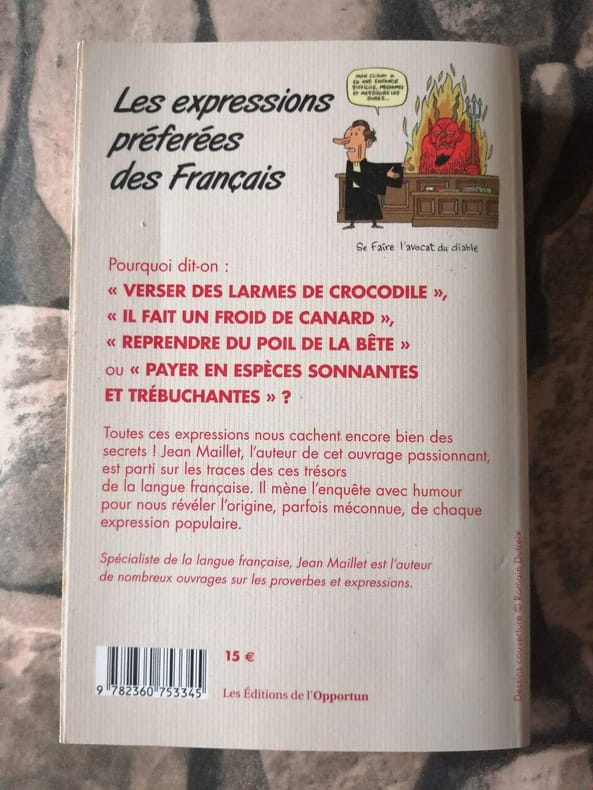 Les expressions
préferées
des Français
MON CLIENT A
EU UNE ENFANCE
DIFFICILE, MESDAMES
ET MESSIEURS LES
JURÉS...
Se faire l'avocat du diable
Pourquoi dit-on :
« VERSER DES LARMES DE CROCODILE »,
« IL FAIT UN FROID DE CANARD »,
« REPRENDRE DU POIL DE LA BÊTE »
OU « PAYER EN ESPÈCES SONNANTES
ET TRÉBUCHANTES » ?
Toutes ces expressions nous cachent encore bien des
secrets ! Jean Maillet, l'auteur de cet ouvrage passionnant,
est parti sur les traces des ces trésors
de la langue française. Il mène l'enquête avec humour
pour nous révéler l'origine, parfois méconnue, de chaque
expression populaire.
Spécialiste de la langue française, Jean Maillet est l'auteur
de nombreux ouvrages sur les proverbes et expressions.
15 €
9 782360 753345
Les Éditions de l'Opportun
Dessins couverture © Romain Dutreix